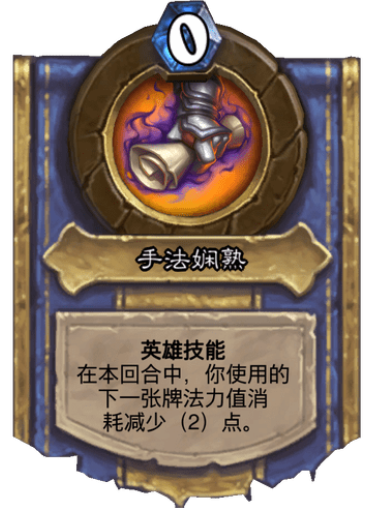 0
手法娴熟
英雄技能
在本回合中，你使用的
下一张牌法力值消
耗减少（2）点。